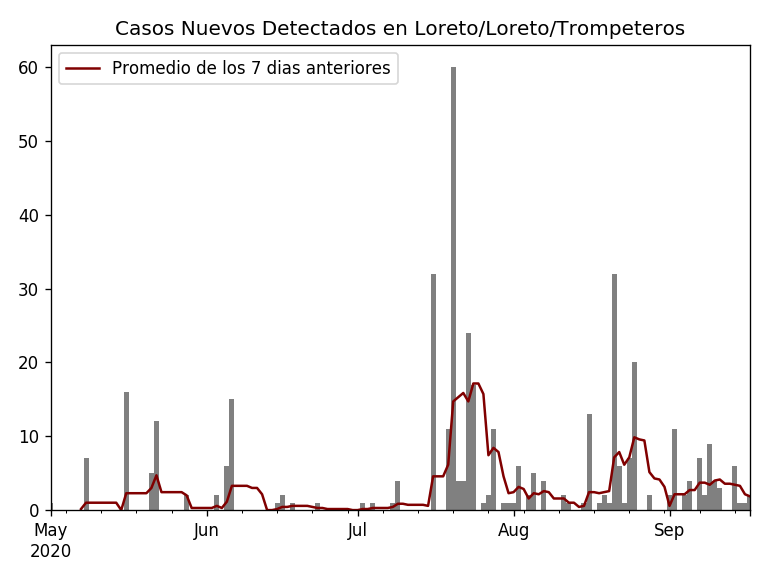 Casos Nuevos Detectados en Loreto/Loreto/Trompeteros
Promedio de los 7 dias anteriores
60
50
40
30
20
10
0
May Jun Jul Aug Sep
2020